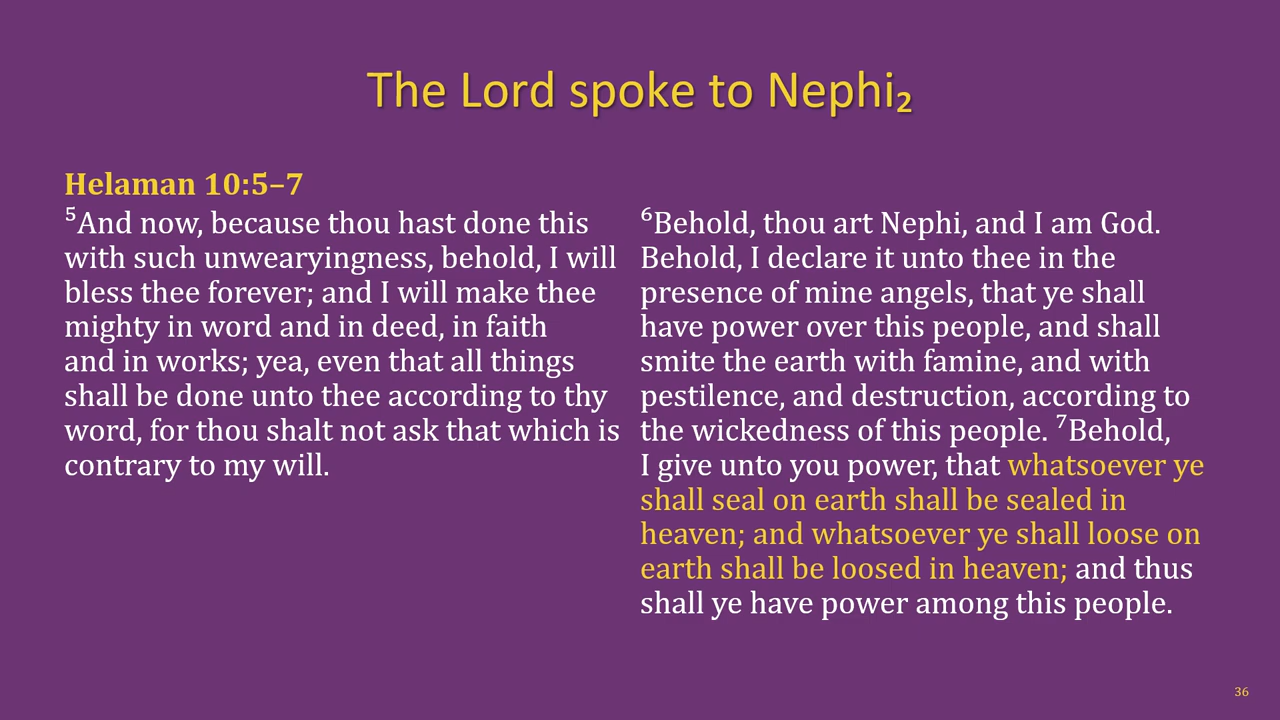 The Lord spoke to Nephi₂
Helaman 10:5–7
⁵And now, because thou hast done this
with such unwearyingness, behold, I will
bless thee forever; and I will make thee
mighty in word and in deed, in faith
and in works; yea, even that all things
shall be done unto thee according to thy
word, for thou shalt not ask that which is
contrary to my will.
⁶Behold, thou art Nephi, and I am God.
Behold, I declare it unto thee in the
presence of mine angels, that ye shall
have power over this people, and shall
smite the earth with famine, and with
pestilence, and destruction, according to
the wickedness of this people. ⁷Behold,
I give unto you power, that whatsoever ye
shall seal on earth shall be sealed in
heaven; and whatsoever ye shall loose on
earth shall be loosed in heaven; and thus
shall ye have power among this people.
36